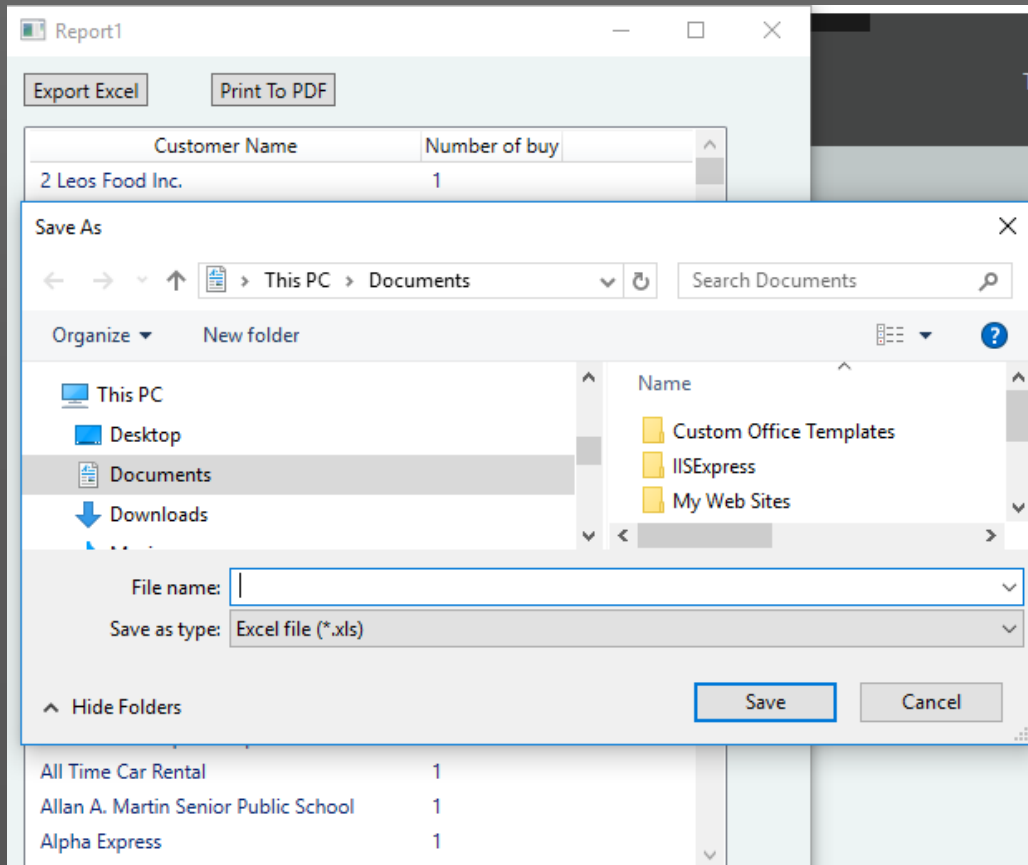 Report1
Export Excel Print To PDF
Customer Name Number of buy
2 Leos Food Inc. 1
Save As
This PC > Documents
Search Documents
Organize New folder
This PC
Desktop
Documents
Downloads
Name
Custom Office Templates
IISExpress
My Web Sites
File name:
Save as type: Excel file (*.xls)
Hide Folders
Save Cancel
All Time Car Rental 1
Allan A. Martin Senior Public School 1
Alpha Express 1